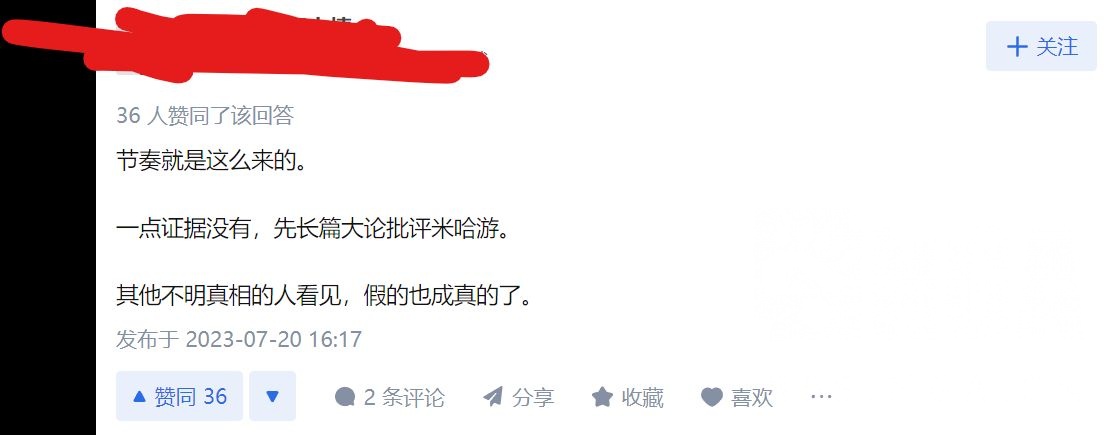 关注
36 人赞同了该回答
节奏就是这么来的。
一点证据没有，先长篇大论批评米哈游。
其他不明真相的人看见，假的也成真的了。
发布于 2023-07-20 16:17
赞同 36 2 条评论 分享 收藏 喜欢